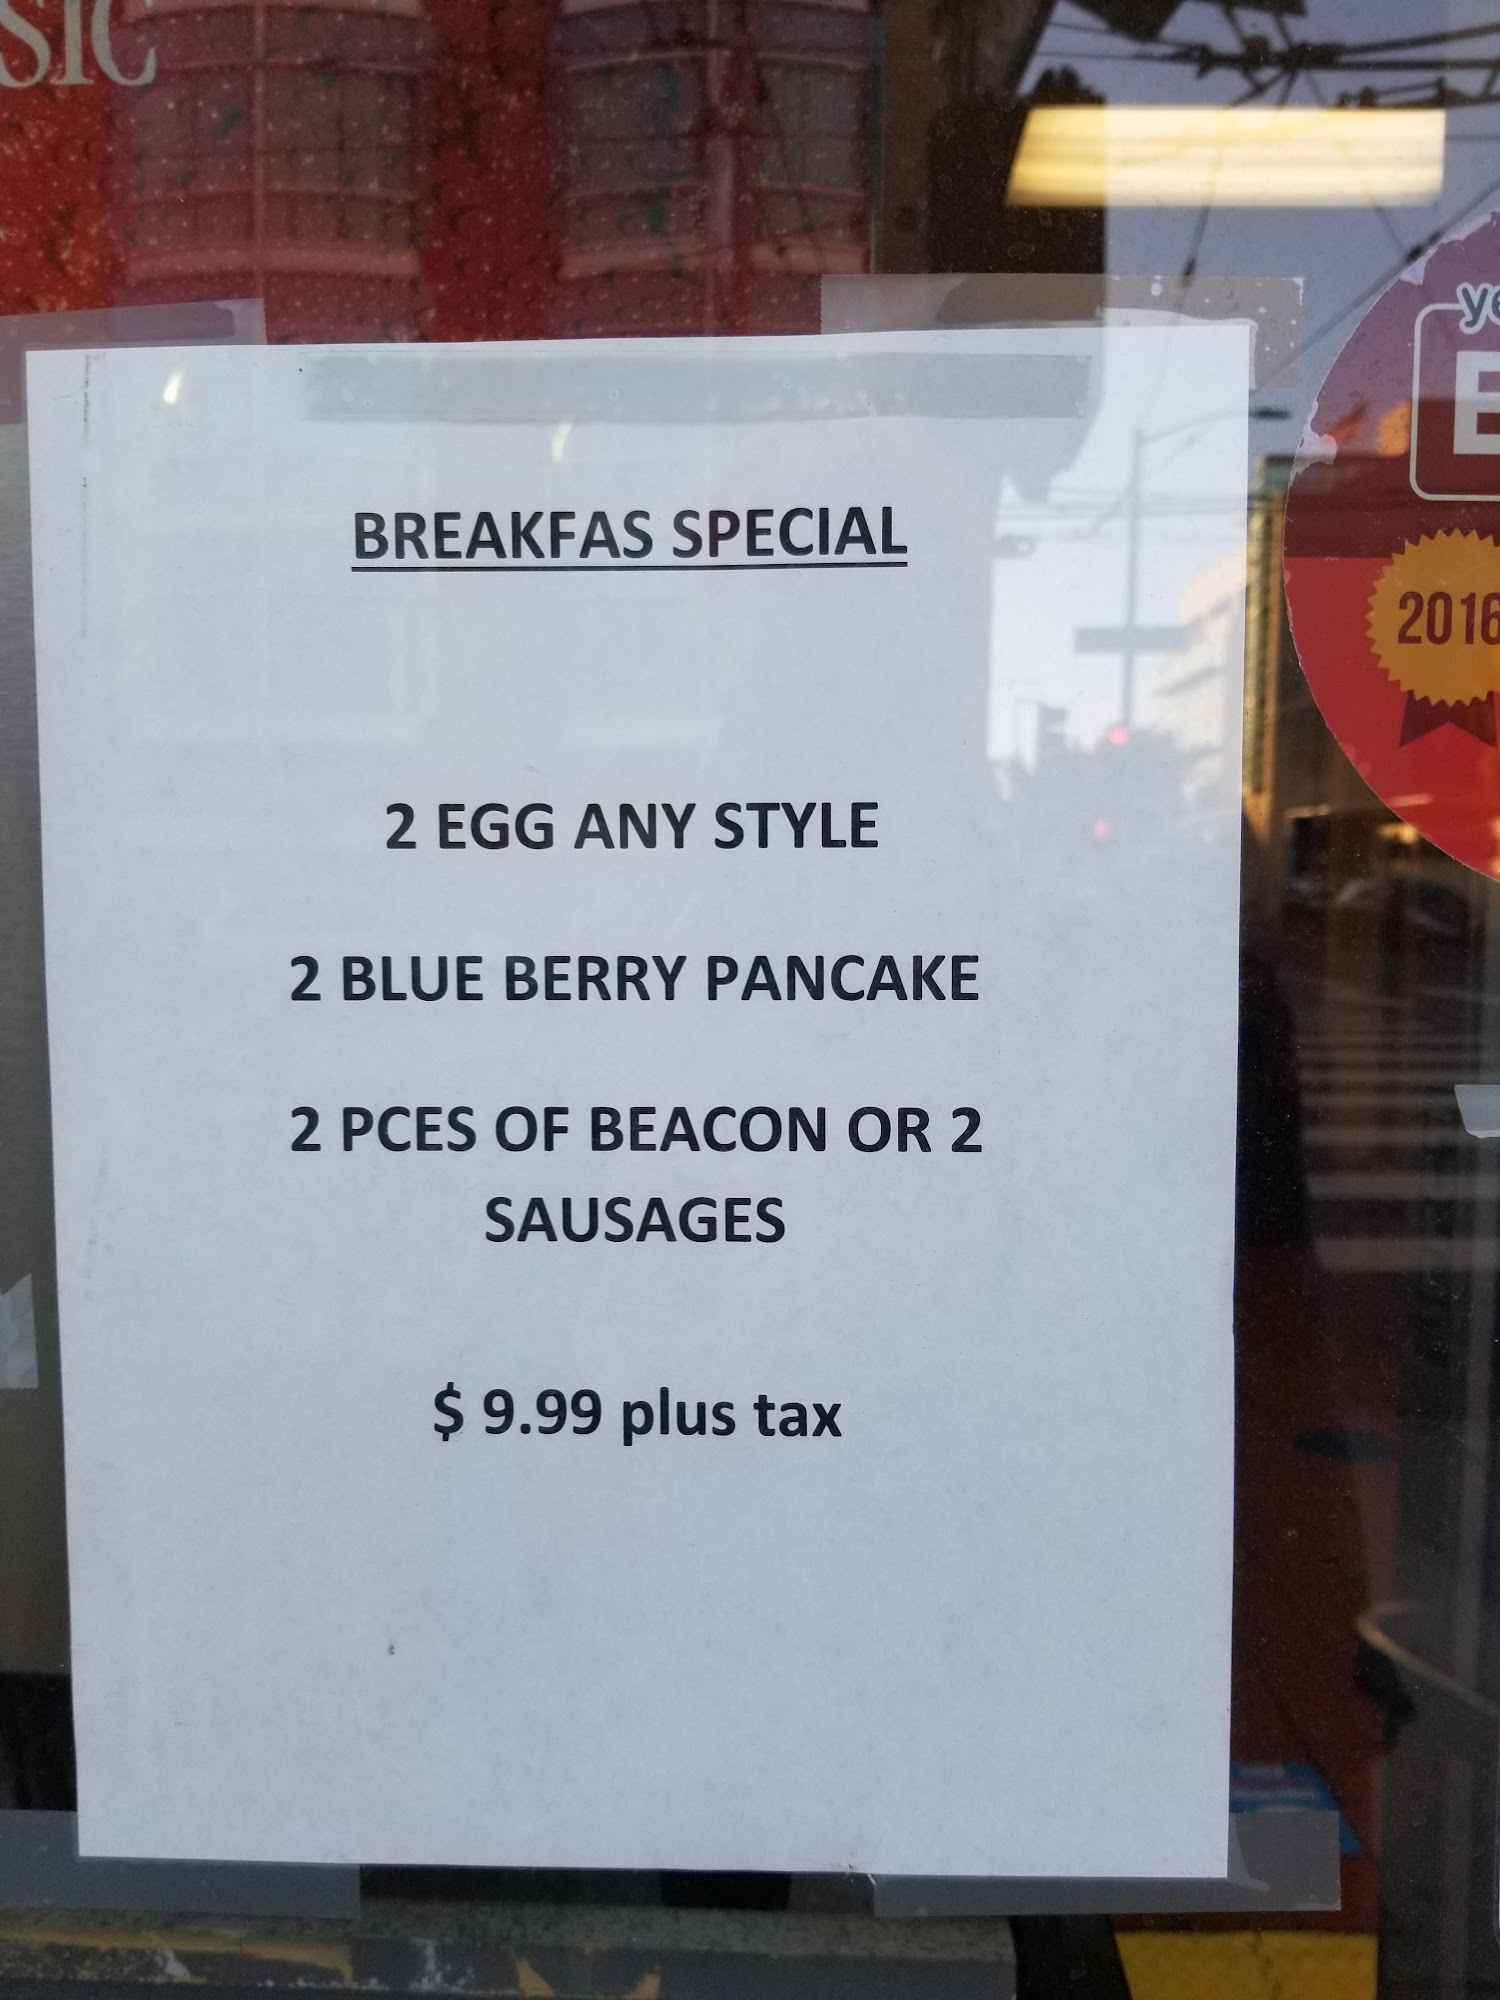 SIC
BREAKFAS SPECIAL
2 EGG ANY STYLE
2 BLUE BERRY PANCAKE
2 PCES OF BEACON OR 2
SAUSAGES
$ 9.99 plus tax
ye
E
2016